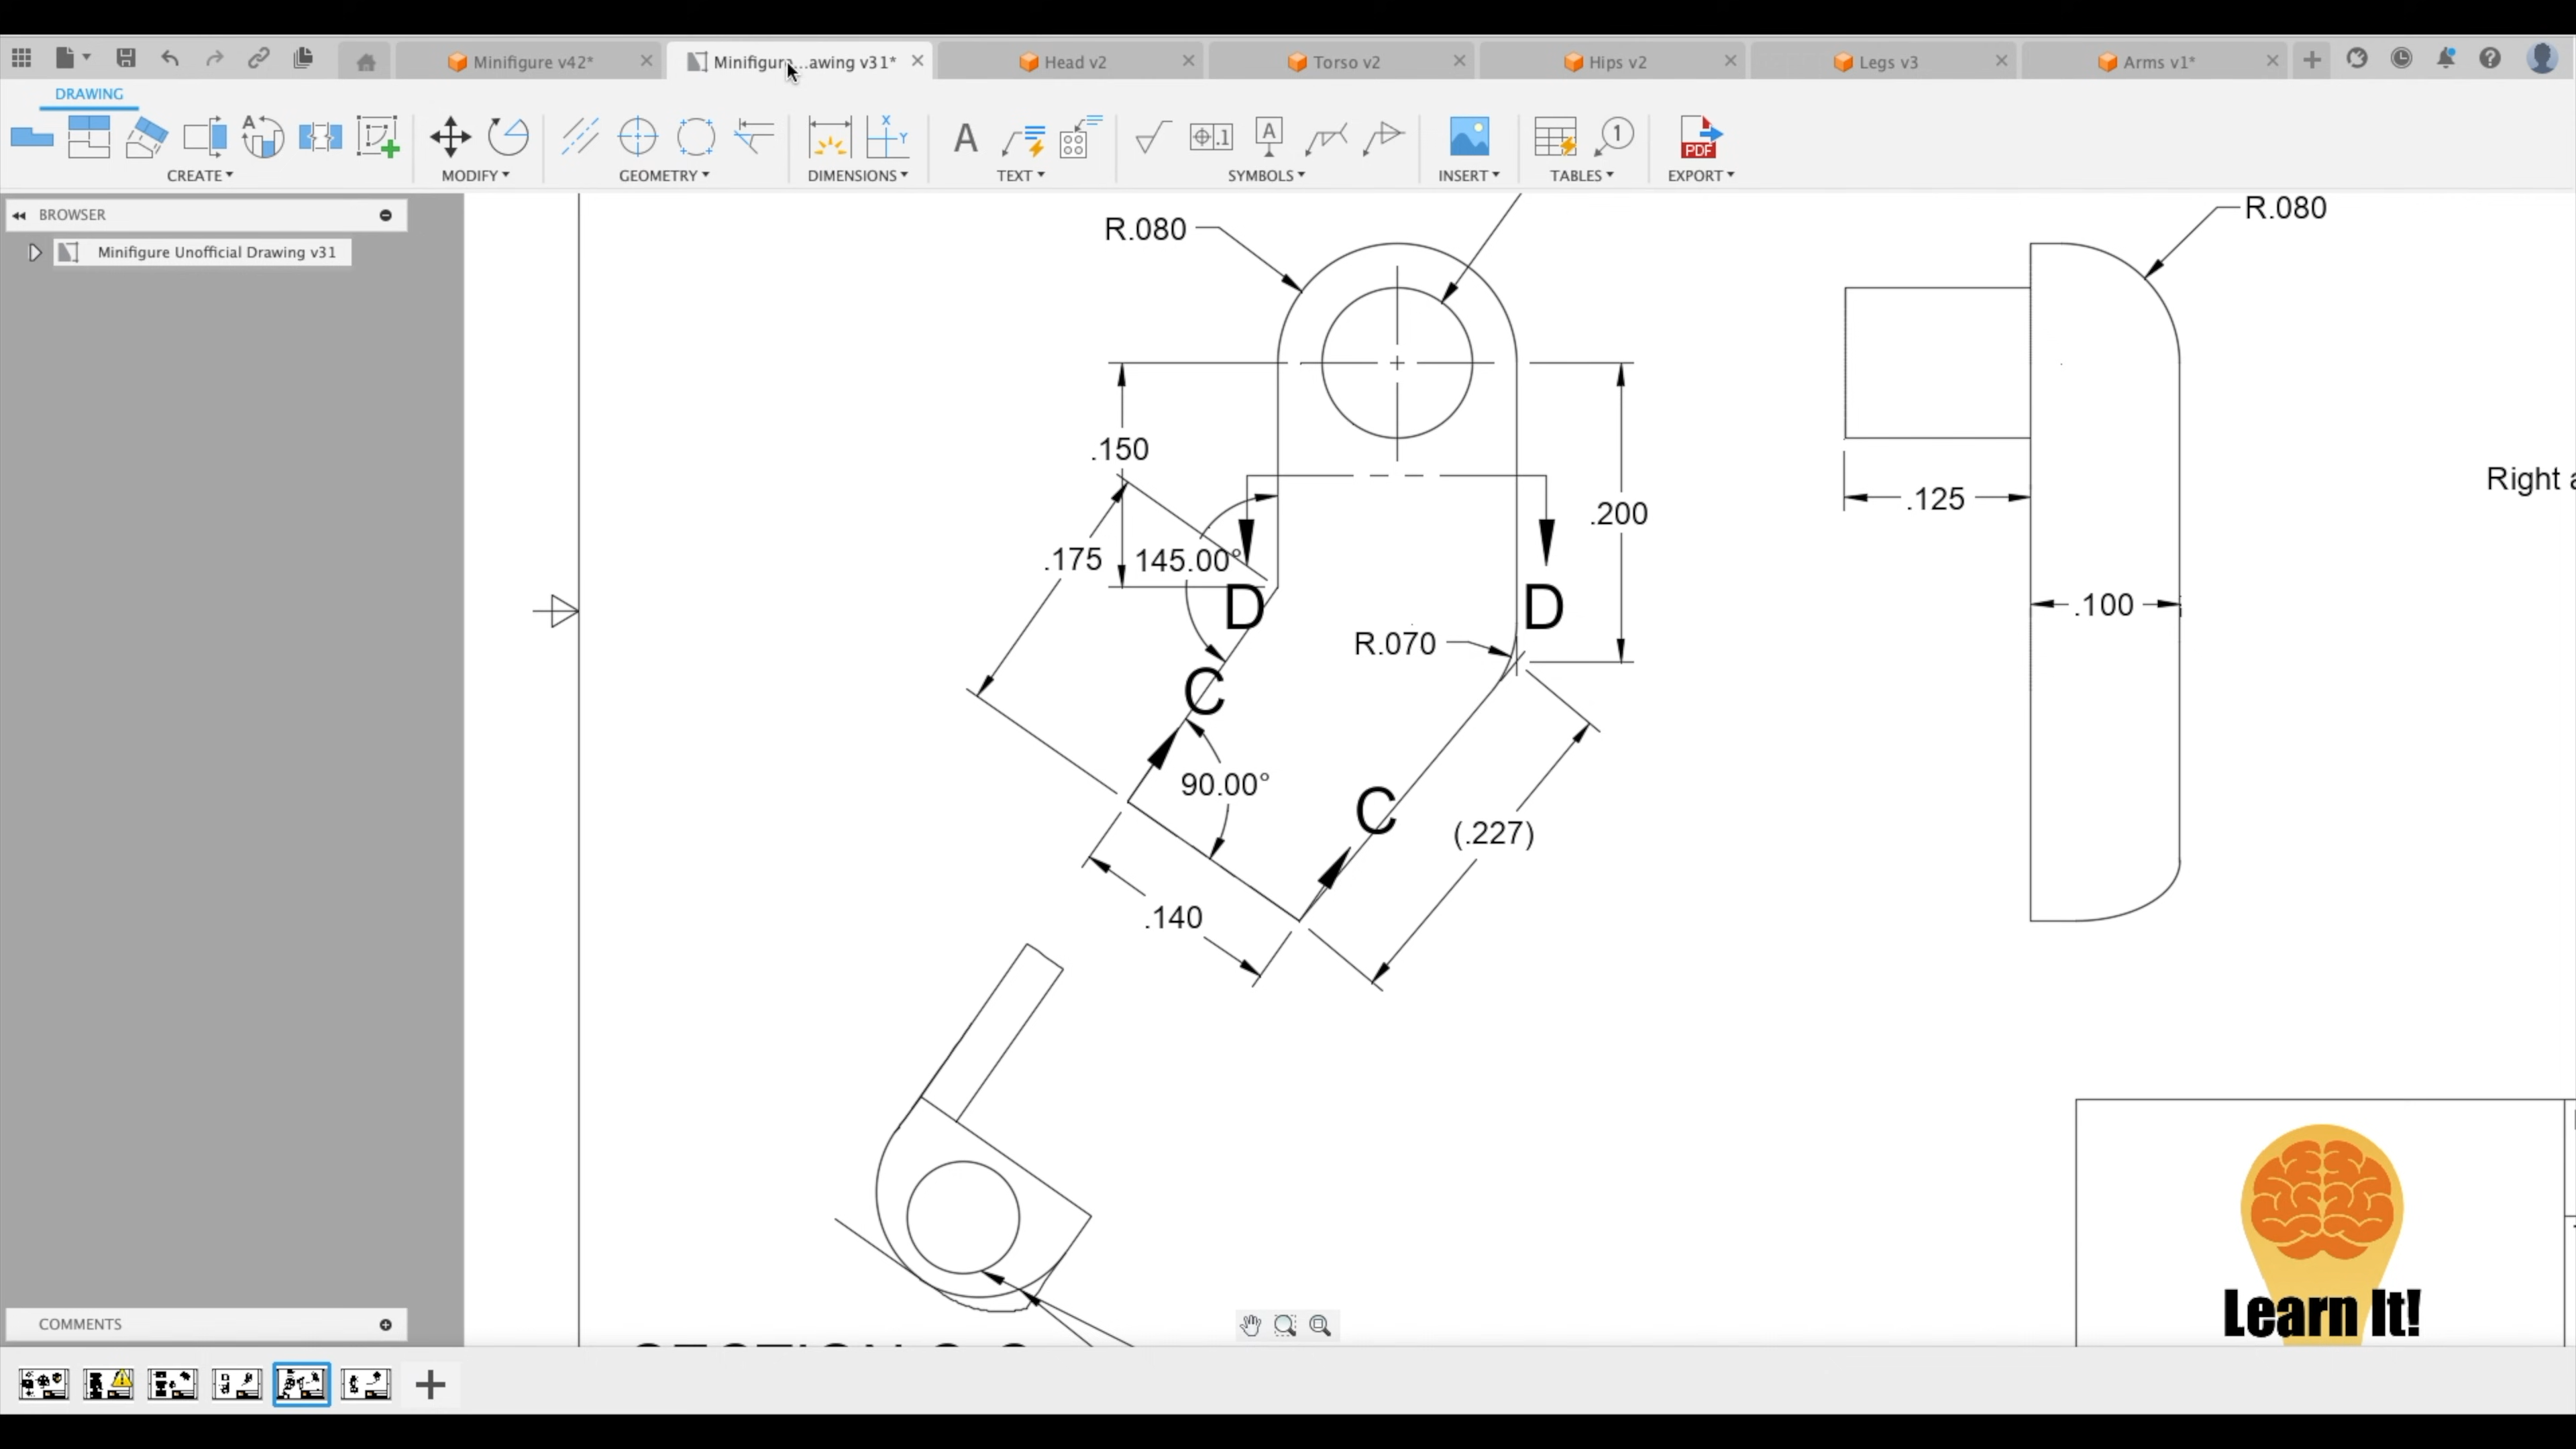 Minifigure v42*
Minifigure...awing v31*
Head v2
Torso v2
Hips v2
Legs v3
Arms v1*
DRAWING
CREATE
MODIFY
GEOMETRY
DIMENSIONS
TEXT
SYMBOLS
INSERT
TABLES
EXPORT
PDF
BROWSER
Minifigure Unofficial Drawing v31
R.080
R.080
.150
.175
145.00°
.200
.125
Right a
D
D
.100
R.070
C
90.00°
C
(.227)
.140
Learn It!
COMMENTS